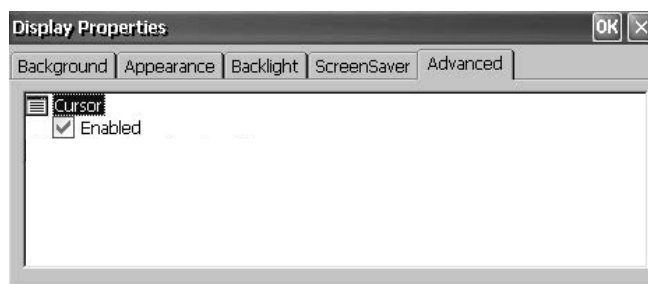 Display Properties OK ×
Background Appearance Backlight ScreenSaver Advanced
Cursor
Enabled